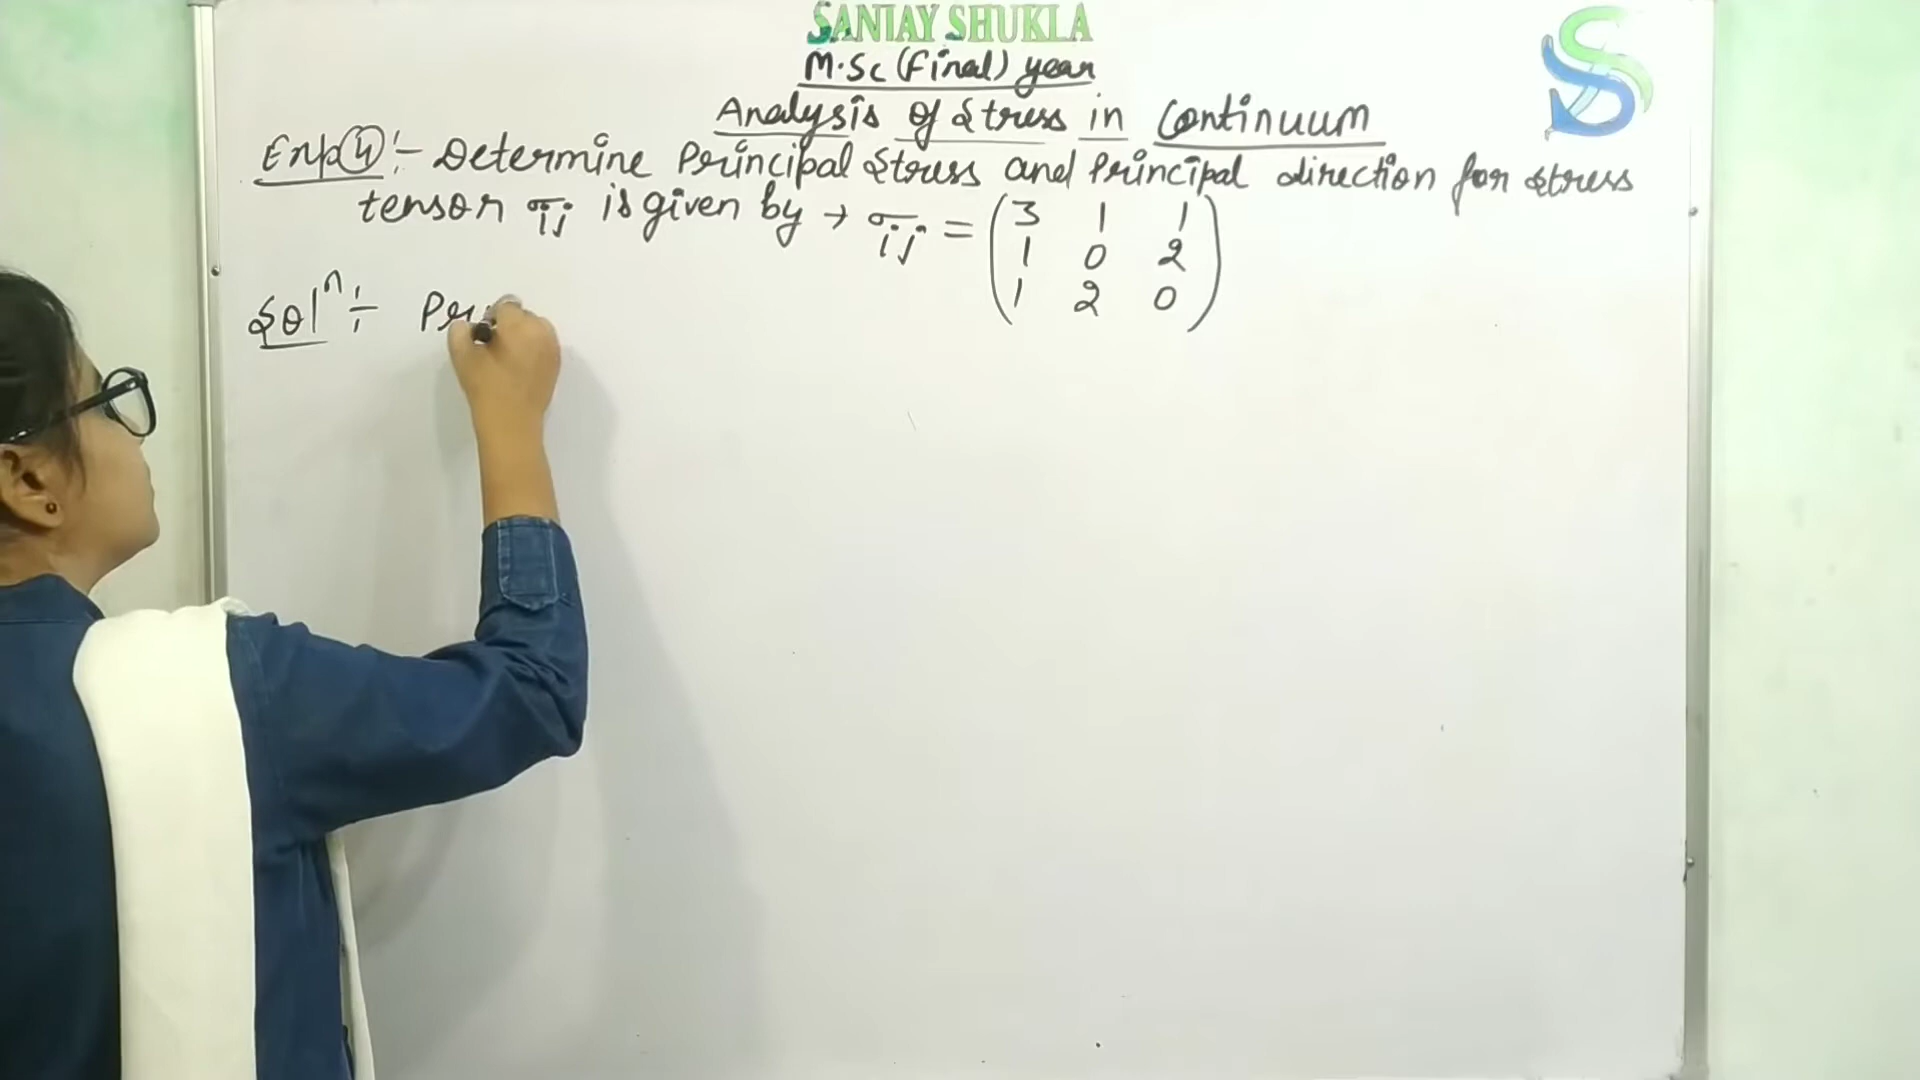 SANJAY SHUKLA
M.Sc (Final) year
Analysis of Stress in Continuum
Exp (4) :- Determine Principal Stress and Principal direction for stress
tensor σij is given by → σij = (3 1 1
1 0 2
1 2 0)
Solⁿ :- Pri